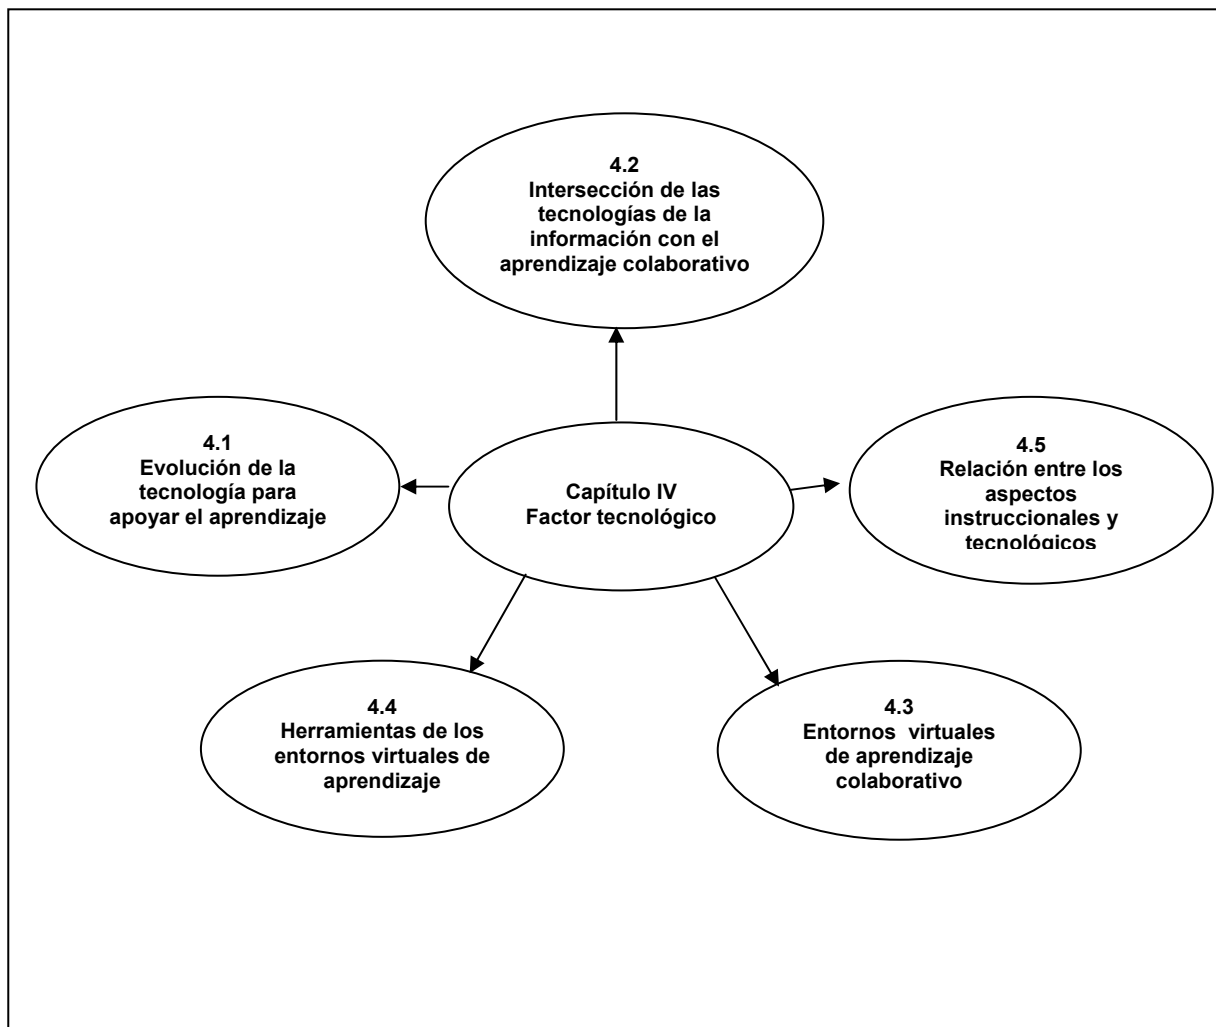 4.2
Intersección de las
tecnologías de la
información con el
aprendizaje colaborativo
4.1
Evolución de la
tecnología para
apoyar el aprendizaje
Capítulo IV
Factor tecnológico
4.5
Relación entre los
aspectos
instruccionales y
tecnológicos
4.4
Herramientas de los
entornos virtuales de
aprendizaje
4.3
Entornos  virtuales
de aprendizaje
colaborativo